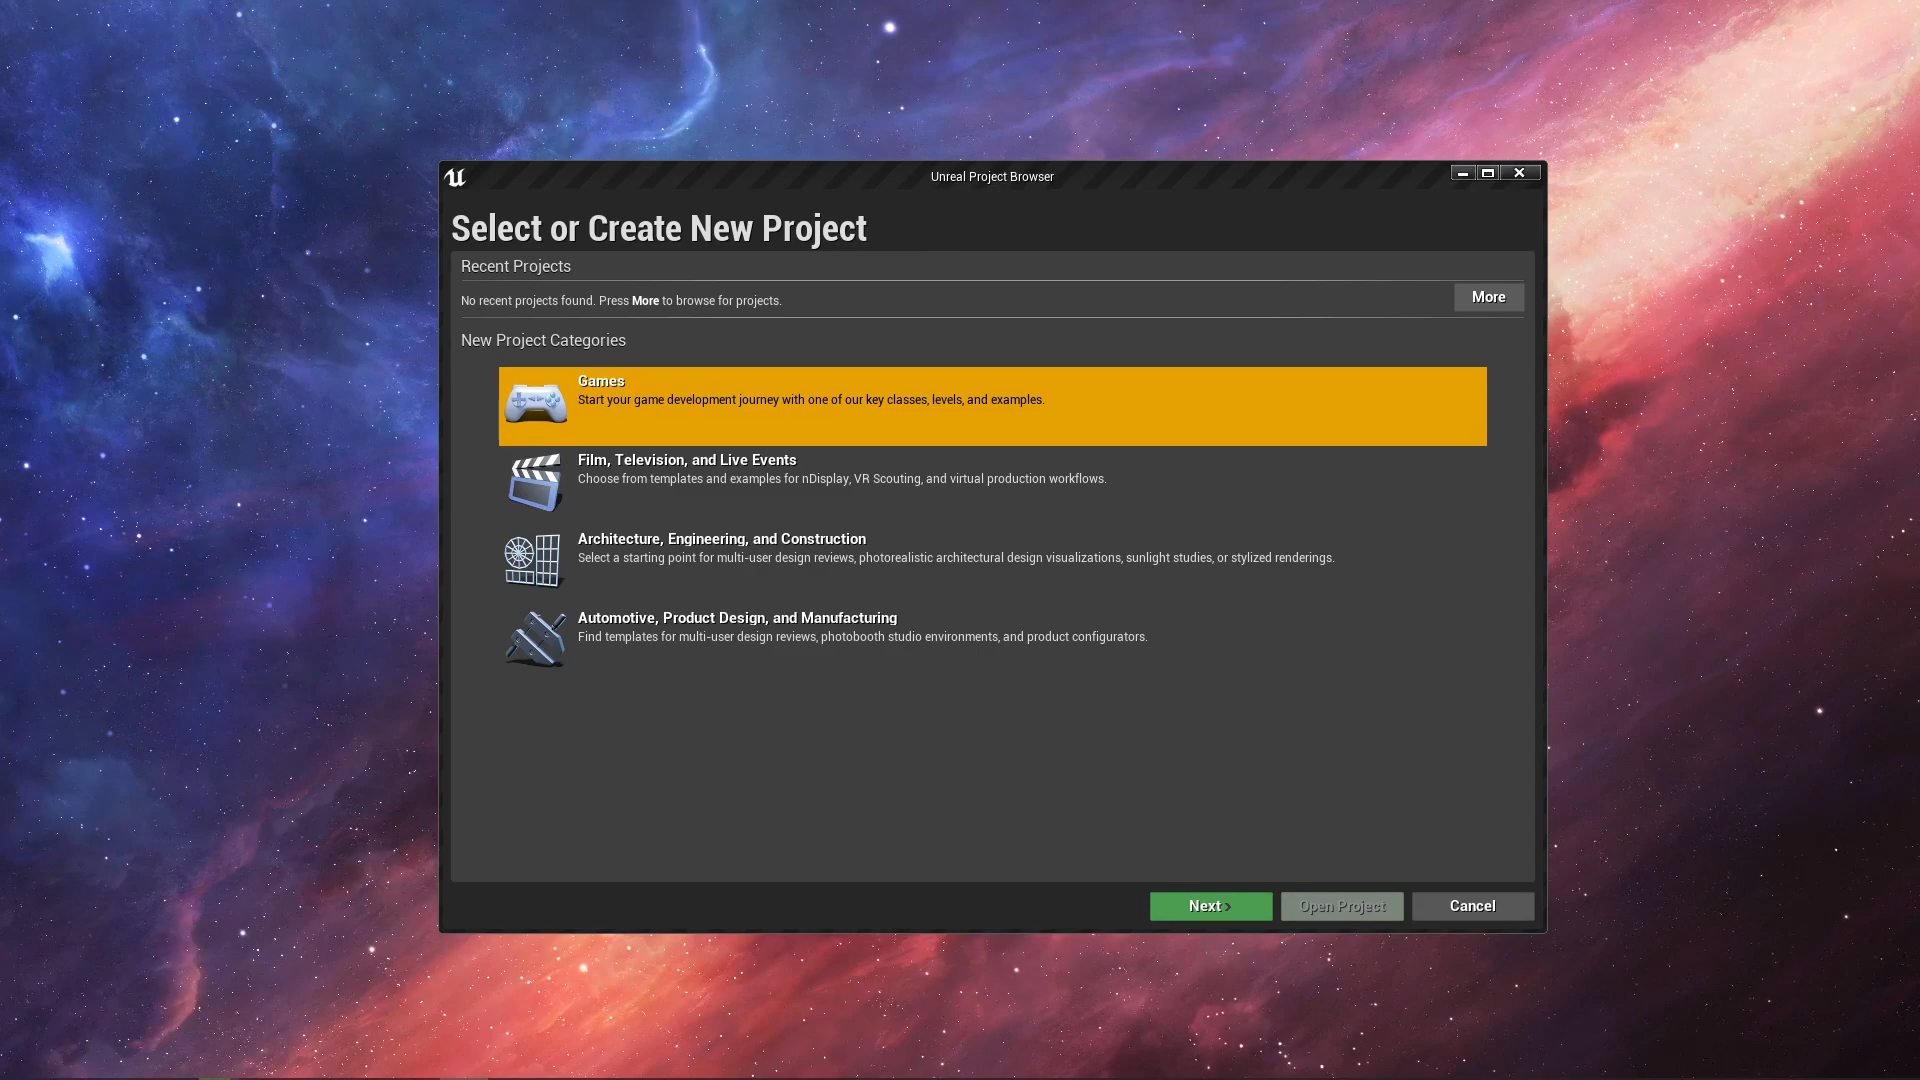 Unreal Project Browser
Select or Create New Project
Recent Projects
No recent projects found. Press More to browse for projects.
More
New Project Categories
Games
Start your game development journey with one of our key classes, levels, and examples.
Film, Television, and Live Events
Choose from templates and examples for nDisplay, VR Scouting, and virtual production workflows.
Architecture, Engineering, and Construction
Select a starting point for multi-user design reviews, photorealistic architectural design visualizations, sunlight studies, or stylized renderings.
Automotive, Product Design, and Manufacturing
Find templates for multi-user design reviews, photobooth studio environments, and product configurators.
Next >
Open Project
Cancel